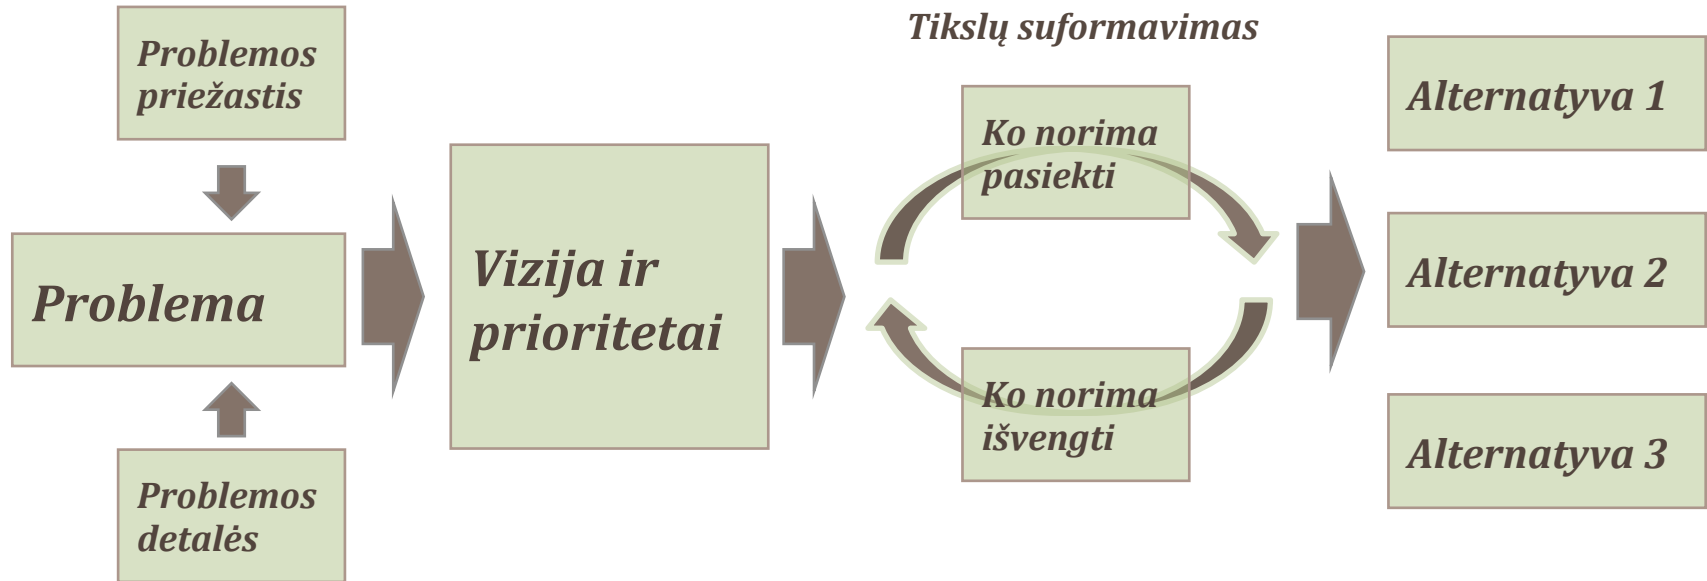 Problemos
priežastis
Problema
Problemos
detalės
Vizija ir
prioritetai
Tikslų suformavimas
Ko norima
pasiekti
Ko norima
išvengti
Alternatyva 1
Alternatyva 2
Alternatyva 3